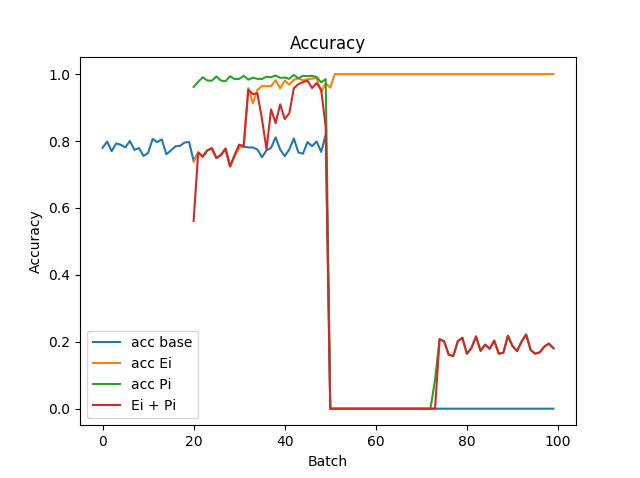 Accuracy
Accuracy
1.0
0.8
0.6
0.4
0.2
0.0
acc base
acc Ei
acc Pi
Ei + Pi
0 20 40 60 80 100
Batch